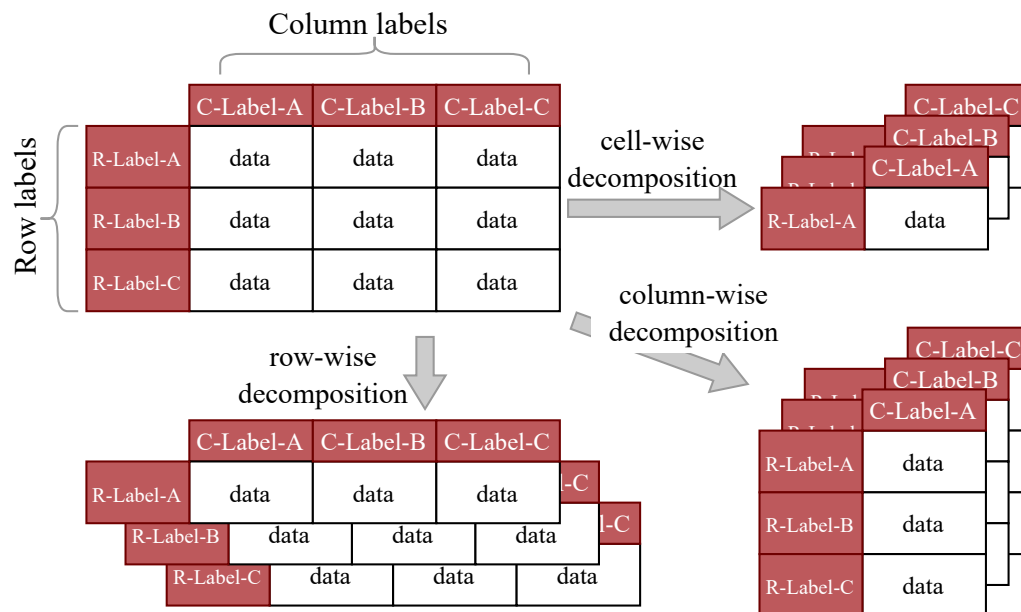 Column labels
C-Label-A C-Label-B C-Label-C
Row labels
R-Label-A data data data
R-Label-B data data data
R-Label-C data data data
cell-wise
decomposition
C-Label-C
C-Label-B
C-Label-A
R-Label-A data
column-wise
decomposition
row-wise
decomposition
C-Label-A C-Label-B C-Label-C
R-Label-A data data data
R-Label-B data data data
R-Label-C data data data
C-Label-C
C-Label-B
C-Label-A
R-Label-A data
R-Label-B data
R-Label-C data